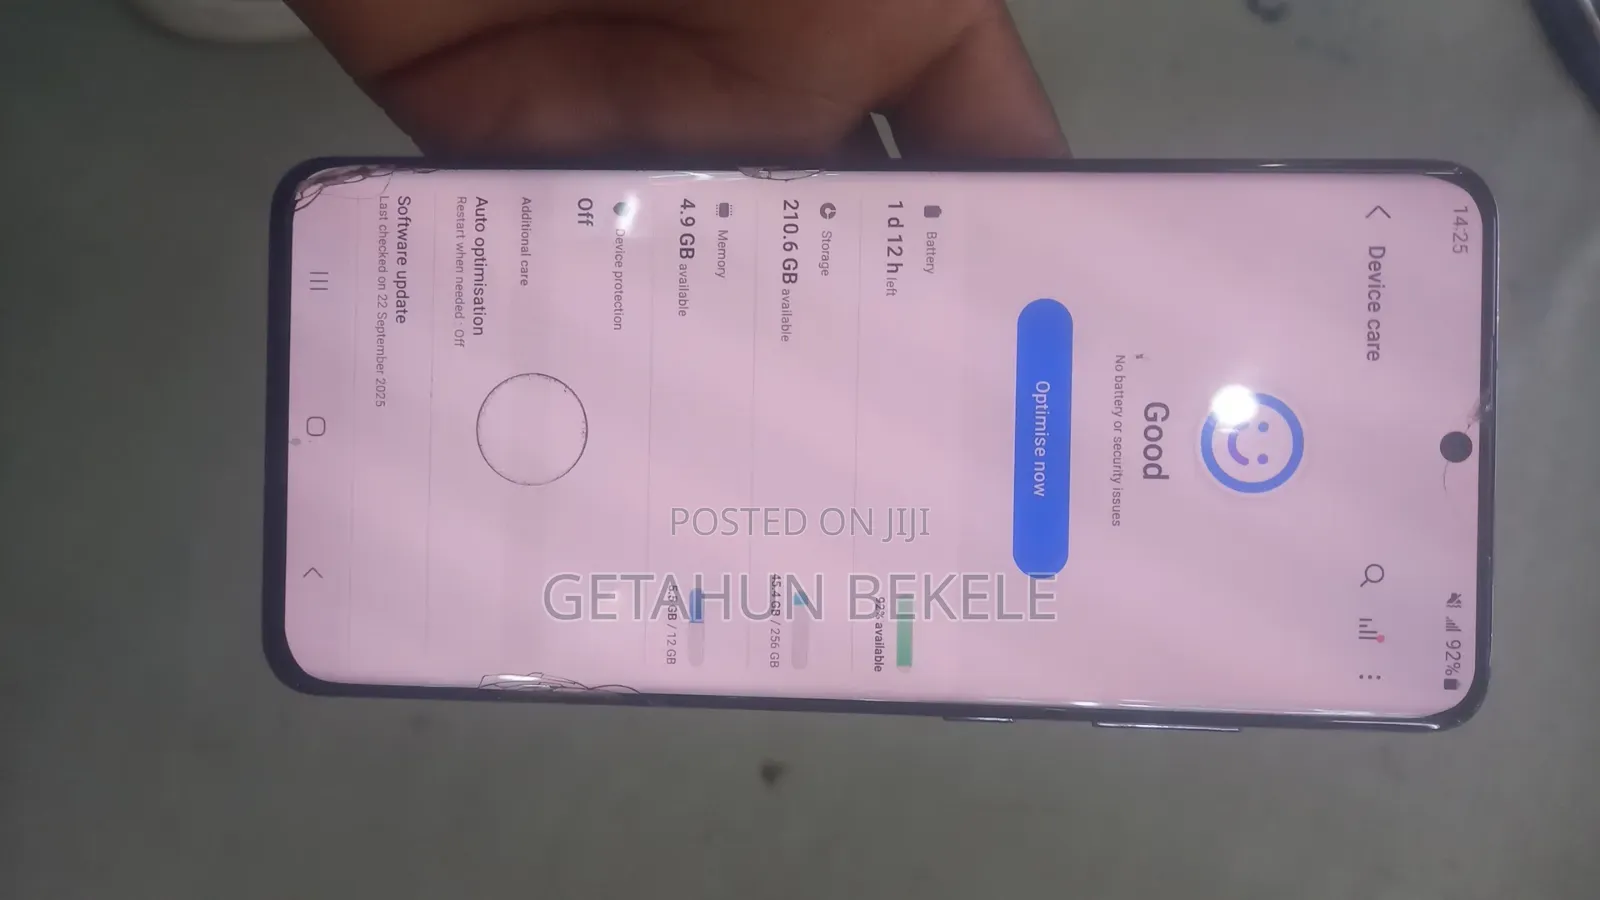 14:25
92%
Device care
Good
No battery or security issues
Optimise now
Battery
1 d 12 h left
92% available
Storage
210.6 GB available
45.4 GB / 256 GB
Memory
4.9 GB available
/ 12 GB
Device protection
Off
Additional care
Auto optimisation
Restart when needed : Off
Software update
Last checked on 22 September 2025
POSTED ON JIJI
GETAHUN BEKELE